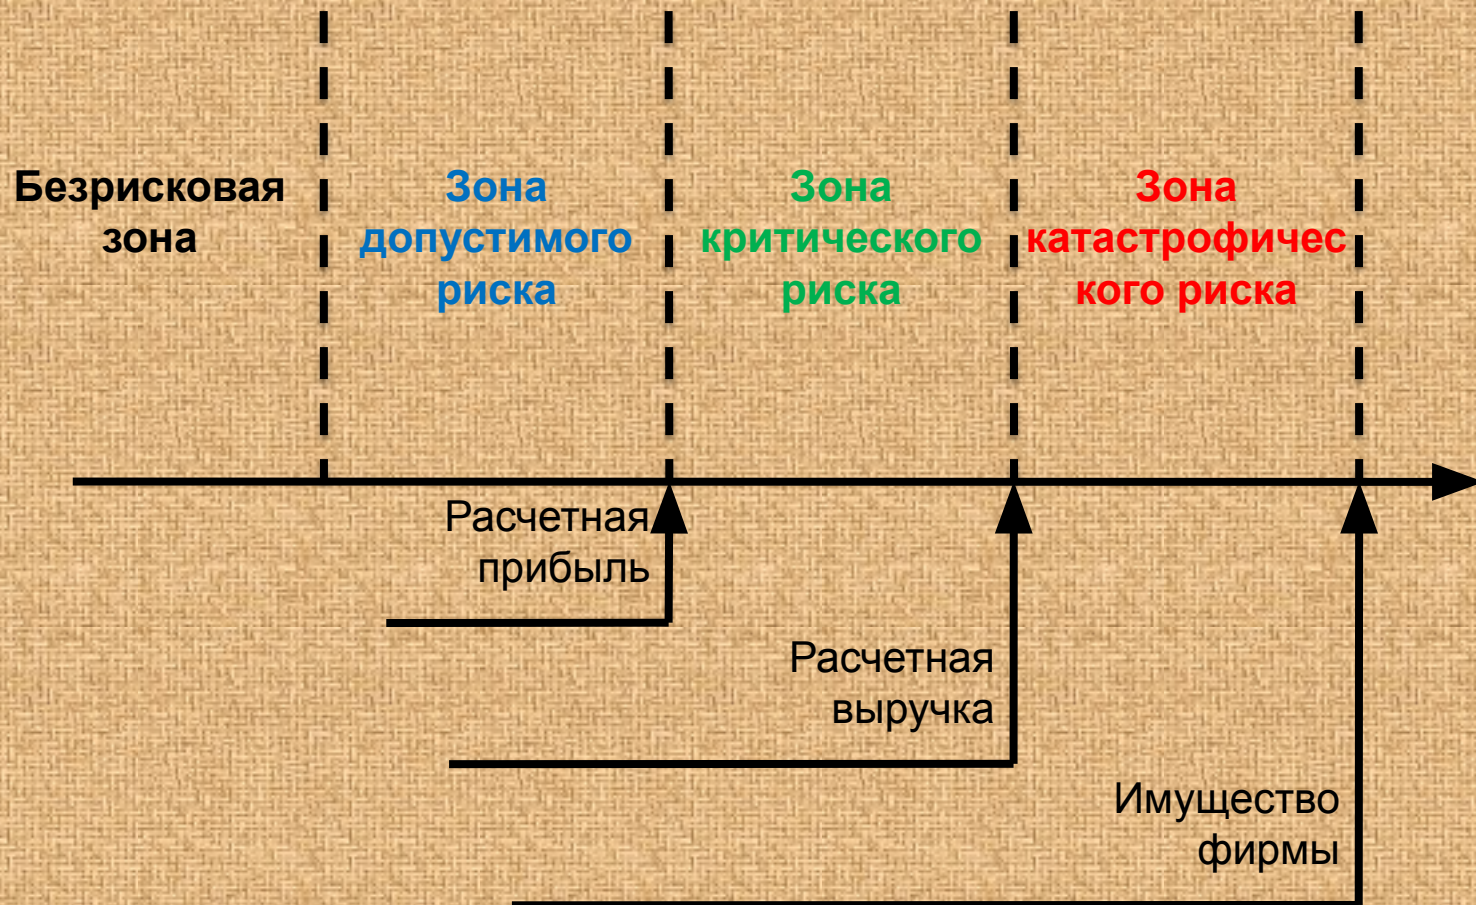 Безрисковая
зона
Зона
допустимого
риска
Зона
критического
риска
Зона
катастрофичес
кого риска
Расчетная
прибыль
Расчетная
выручка
Имущество
фирмы